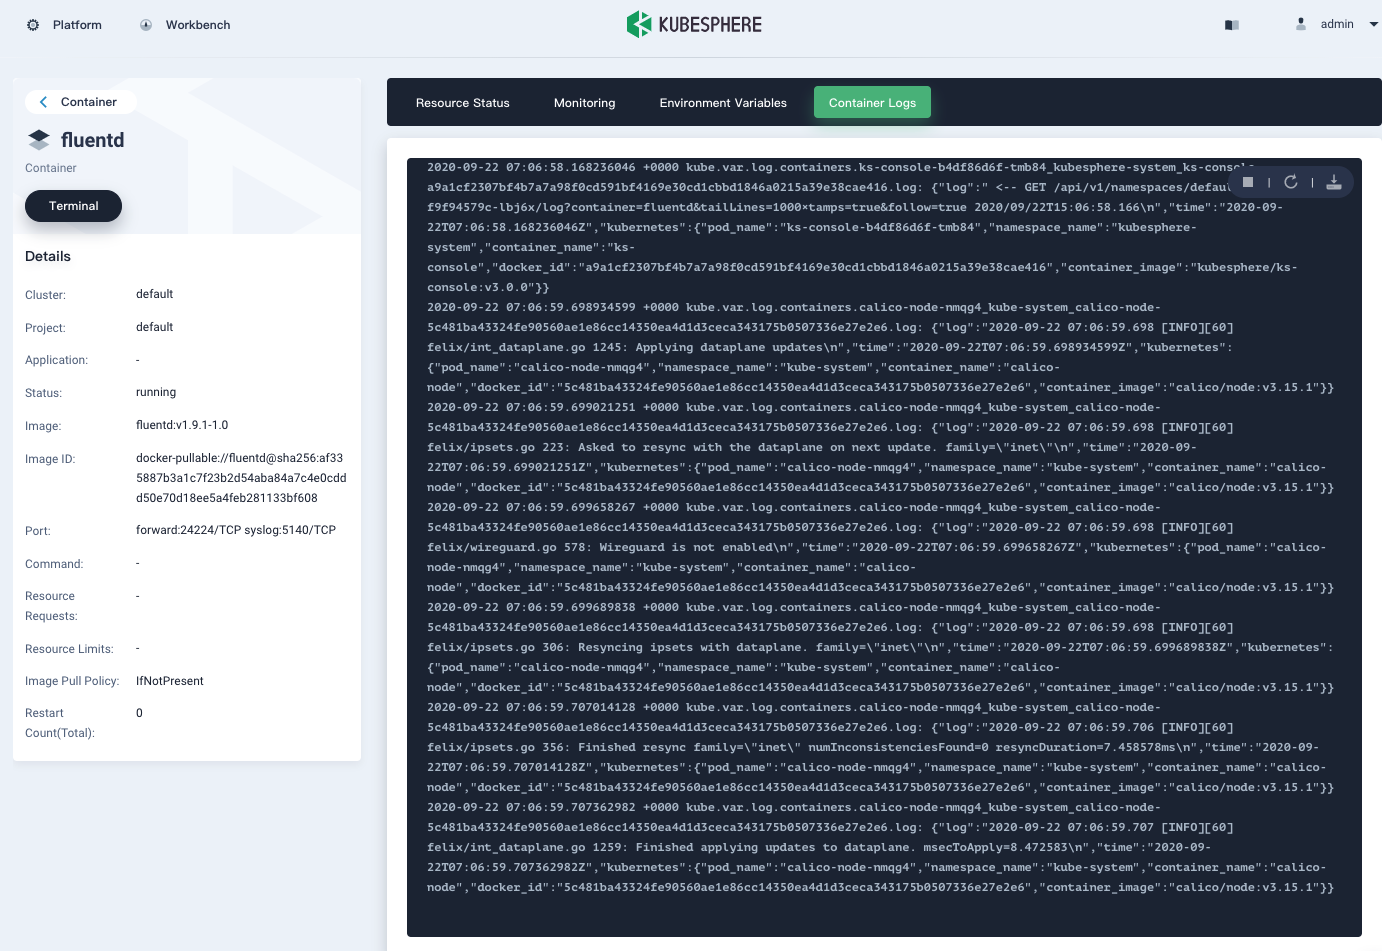 Platform
Workbench
KUBESPHERE
admin
Container
fluentd
Container
Terminal
Details
Cluster: default
Project: default
Application: -
Status: running
Image: fluentd:v1.9.1-1.0
Image ID: docker-pullable://fluentd@sha256:af33
5887b3a1c7f23b2d54aba84a7c4e0cdd
d50e70d18ee5a4feb281133bf608
Port: forward:24224/TCP syslog:5140/TCP
Command: -
Resource -
Requests:
Resource Limits: -
Image Pull Policy: IfNotPresent
Restart 0
Count(Total):
Resource Status
Monitoring
Environment Variables
Container Logs
2020-09-22 07:06:58.168236046 +0000 kube.var.log.containers.ks-console-b4df86d6f-tmb84_kubesphere-system_ks-console-
a9a1cf2307bf4b7a7a98f0cd591bf4169e30cd1cbbd1846a0215a39e38cae416.log: {"log":" <-- GET /api/v1/namespaces/defau
f9f94579c-lbj6x/log?container=fluentd&tailLines=1000×tamps=true&follow=true 2020/09/22T15:06:58.166\n","time":"2020-09-
22T07:06:58.168236046Z","kubernetes":{"pod_name":"ks-console-b4df86d6f-tmb84","namespace_name":"kubesphere-
system","container_name":"ks-
console","docker_id":"a9a1cf2307bf4b7a7a98f0cd591bf4169e30cd1cbbd1846a0215a39e38cae416","container_image":"kubesphere/ks-
console:v3.0.0"}}
2020-09-22 07:06:59.698934599 +0000 kube.var.log.containers.calico-node-nmqg4_kube-system_calico-node-
5c481ba43324fe90560ae1e86cc14350ea4d1d3ceca343175b0507336e27e2e6.log: {"log":"2020-09-22 07:06:59.698 [INFO][60]
felix/int_dataplane.go 1245: Applying dataplane updates\n","time":"2020-09-22T07:06:59.698934599Z","kubernetes":
{"pod_name":"calico-node-nmqg4","namespace_name":"kube-system","container_name":"calico-
node","docker_id":"5c481ba43324fe90560ae1e86cc14350ea4d1d3ceca343175b0507336e27e2e6","container_image":"calico/node:v3.15.1"}}
2020-09-22 07:06:59.699021251 +0000 kube.var.log.containers.calico-node-nmqg4_kube-system_calico-node-
5c481ba43324fe90560ae1e86cc14350ea4d1d3ceca343175b0507336e27e2e6.log: {"log":"2020-09-22 07:06:59.698 [INFO][60]
felix/ipsets.go 223: Asked to resync with the dataplane on next update. family=\"inet\"\n","time":"2020-09-
22T07:06:59.699021251Z","kubernetes":{"pod_name":"calico-node-nmqg4","namespace_name":"kube-system","container_name":"calico-
node","docker_id":"5c481ba43324fe90560ae1e86cc14350ea4d1d3ceca343175b0507336e27e2e6","container_image":"calico/node:v3.15.1"}}
2020-09-22 07:06:59.699658267 +0000 kube.var.log.containers.calico-node-nmqg4_kube-system_calico-node-
5c481ba43324fe90560ae1e86cc14350ea4d1d3ceca343175b0507336e27e2e6.log: {"log":"2020-09-22 07:06:59.698 [INFO][60]
felix/wireguard.go 578: Wireguard is not enabled\n","time":"2020-09-22T07:06:59.699658267Z","kubernetes":{"pod_name":"calico-
node-nmqg4","namespace_name":"kube-system","container_name":"calico-
node","docker_id":"5c481ba43324fe90560ae1e86cc14350ea4d1d3ceca343175b0507336e27e2e6","container_image":"calico/node:v3.15.1"}}
2020-09-22 07:06:59.699689838 +0000 kube.var.log.containers.calico-node-nmqg4_kube-system_calico-node-
5c481ba43324fe90560ae1e86cc14350ea4d1d3ceca343175b0507336e27e2e6.log: {"log":"2020-09-22 07:06:59.698 [INFO][60]
felix/ipsets.go 306: Resyncing ipsets with dataplane. family=\"inet\"\n","time":"2020-09-22T07:06:59.699689838Z","kubernetes":
{"pod_name":"calico-node-nmqg4","namespace_name":"kube-system","container_name":"calico-
node","docker_id":"5c481ba43324fe90560ae1e86cc14350ea4d1d3ceca343175b0507336e27e2e6","container_image":"calico/node:v3.15.1"}}
2020-09-22 07:06:59.707014128 +0000 kube.var.log.containers.calico-node-nmqg4_kube-system_calico-node-
5c481ba43324fe90560ae1e86cc14350ea4d1d3ceca343175b0507336e27e2e6.log: {"log":"2020-09-22 07:06:59.706 [INFO][60]
felix/ipsets.go 356: Finished resync family=\"inet\" numInconsistenciesFound=0 resyncDuration=7.458578ms\n","time":"2020-09-
22T07:06:59.707014128Z","kubernetes":{"pod_name":"calico-node-nmqg4","namespace_name":"kube-system","container_name":"calico-
node","docker_id":"5c481ba43324fe90560ae1e86cc14350ea4d1d3ceca343175b0507336e27e2e6","container_image":"calico/node:v3.15.1"}}
2020-09-22 07:06:59.707362982 +0000 kube.var.log.containers.calico-node-nmqg4_kube-system_calico-node-
5c481ba43324fe90560ae1e86cc14350ea4d1d3ceca343175b0507336e27e2e6.log: {"log":"2020-09-22 07:06:59.707 [INFO][60]
felix/int_dataplane.go 1259: Finished applying updates to dataplane. msecToApply=8.472583\n","time":"2020-09-
22T07:06:59.707362982Z","kubernetes":{"pod_name":"calico-node-nmqg4","namespace_name":"kube-system","container_name":"calico-
node","docker_id":"5c481ba43324fe90560ae1e86cc14350ea4d1d3ceca343175b0507336e27e2e6","container_image":"calico/node:v3.15.1"}}